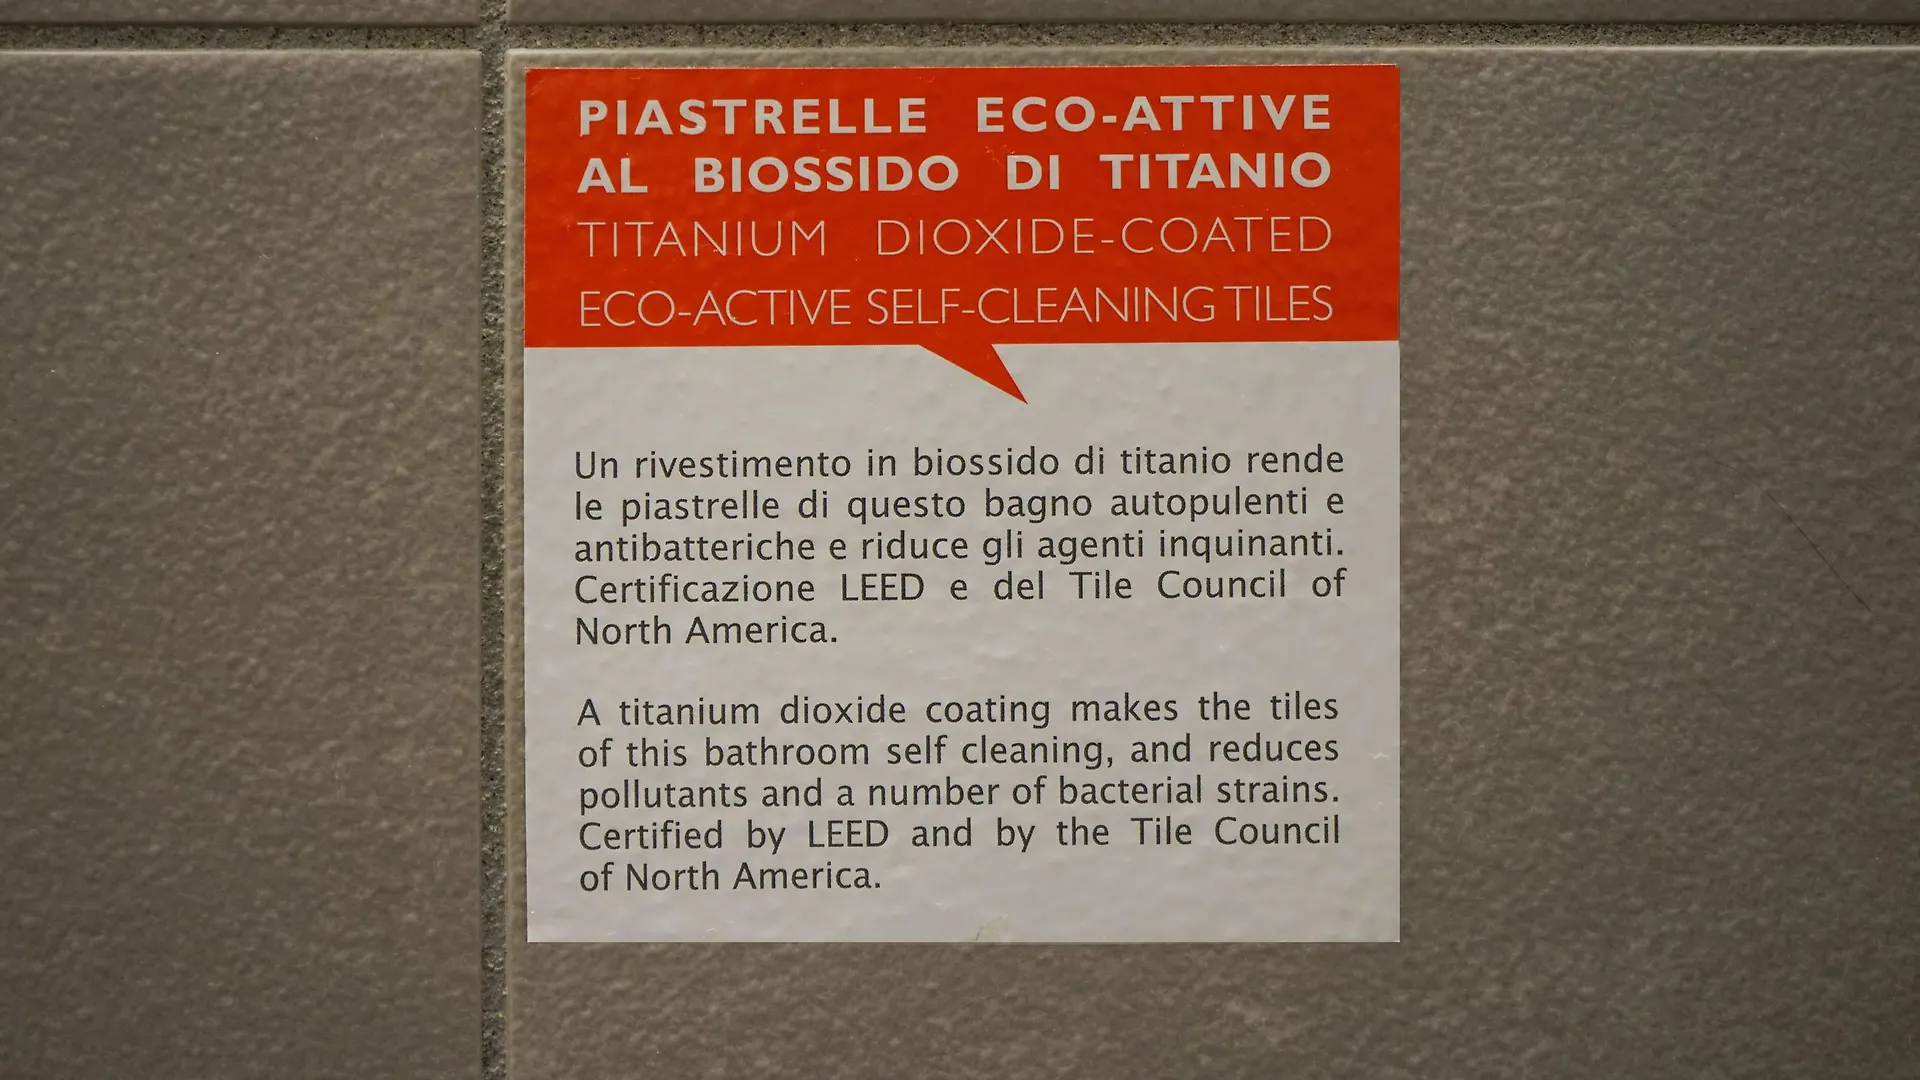 PIASTRELLE ECO-ATTIVE
AL BIOSSIDO DI TITANIO
TITANIUM DIOXIDE-COATED
ECO-ACTIVE SELF-CLEANING TILES
Un rivestimento in biossido di titanio rende
le piastrelle di questo bagno autopulenti e
antibatteriche e riduce gli agenti inquinanti.
Certificazione LEED e del Tile Council of
North America.
A titanium dioxide coating makes the tiles
of this bathroom self cleaning, and reduces
pollutants and a number of bacterial strains.
Certified by LEED and by the Tile Council
of North America.